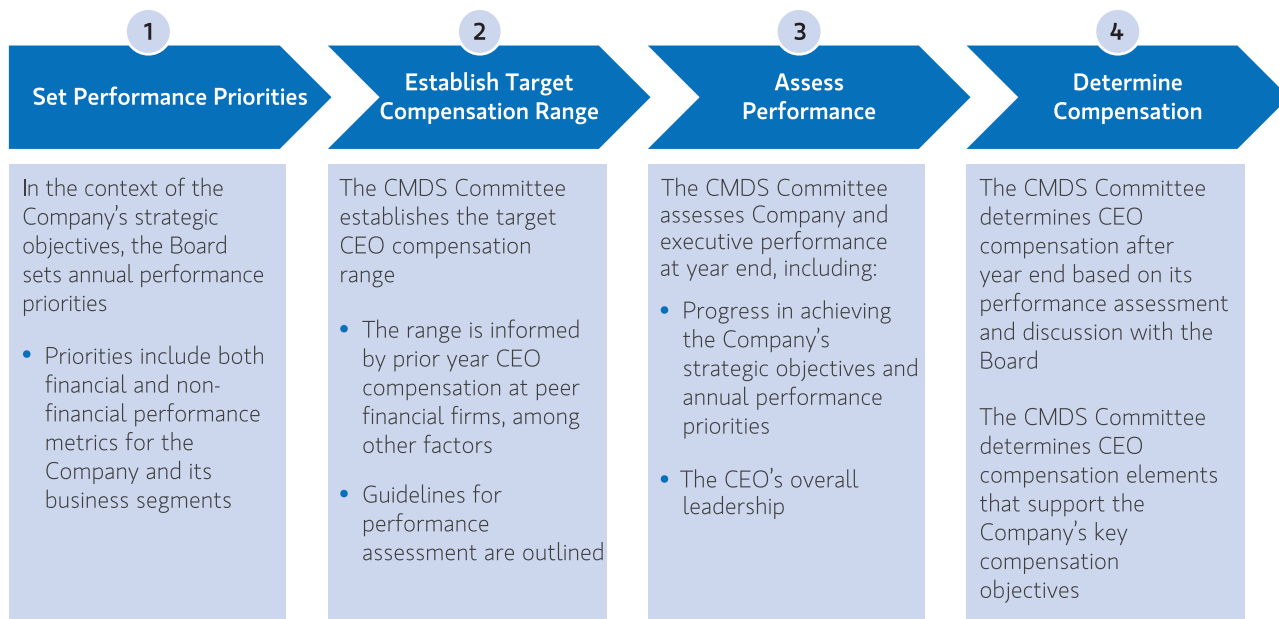 1
Set Performance Priorities
In the context of the
Company's strategic
objectives, the Board
sets annual performance
priorities
• Priorities include both
financial and non-
financial performance
metrics for the
Company and its
business segments
2
Establish Target
Compensation Range
The CMDS Committee
establishes the target
CEO compensation
range
• The range is informed
by prior year CEO
compensation at peer
financial firms, among
other factors
• Guidelines for
performance
assessment are outlined
3
Assess
Performance
The CMDS Committee
assesses Company and
executive performance
at year end, including:
• Progress in achieving
the Company's
strategic objectives and
annual performance
priorities
• The CEO's overall
leadership
4
Determine
Compensation
The CMDS Committee
determines CEO
compensation after
year end based on its
performance assessment
and discussion with the
Board
The CMDS Committee
determines CEO
compensation elements
that support the
Company's key
compensation
objectives